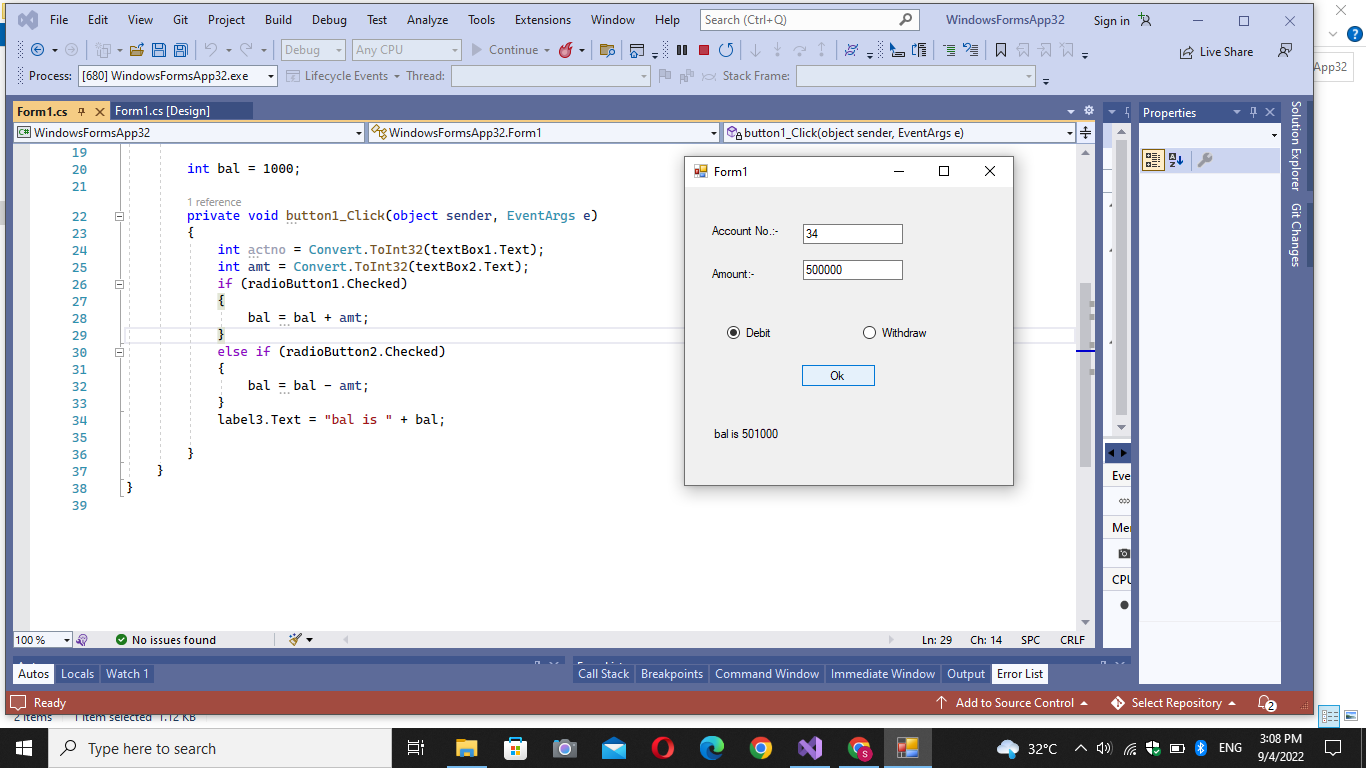 File Edit View Git Project Build Debug Test Analyze Tools Extensions Window Help Search (Ctrl+Q) WindowsFormsApp32 Sign in
Debug Any CPU Continue Live Share
App32
Process: [680] WindowsFormsApp32.exe Lifecycle Events Thread: Stack Frame:
Form1.cs Form1.cs [Design]
Properties
Solution Explorer
Git Changes
WindowsFormsApp32 WindowsFormsApp32.Form1 button1_Click(object sender, EventArgs e)
19
20 int bal = 1000;
21
1 reference
22 private void button1_Click(object sender, EventArgs e)
23 {
24 int actno = Convert.ToInt32(textBox1.Text);
25 int amt = Convert.ToInt32(textBox2.Text);
26 if (radioButton1.Checked)
27 {
28 bal = bal + amt;
29 }
30 else if (radioButton2.Checked)
31 {
32 bal = bal - amt;
33 }
34 label3.Text = "bal is " + bal;
35
36 }
37 }
38 }
39
Form1
Account No.:- 34
Amount:- 500000
Debit Withdraw
Ok
bal is 501000
Eve
Me
CPU
100 % No issues found Ln: 29 Ch: 14 SPC CRLF
Autos Locals Watch 1 Call Stack Breakpoints Command Window Immediate Window Output Error List
Ready Add to Source Control Select Repository 2
2 items 1 item selected 1.12 KB
Type here to search 32°C ENG 3:08 PM
9/4/2022